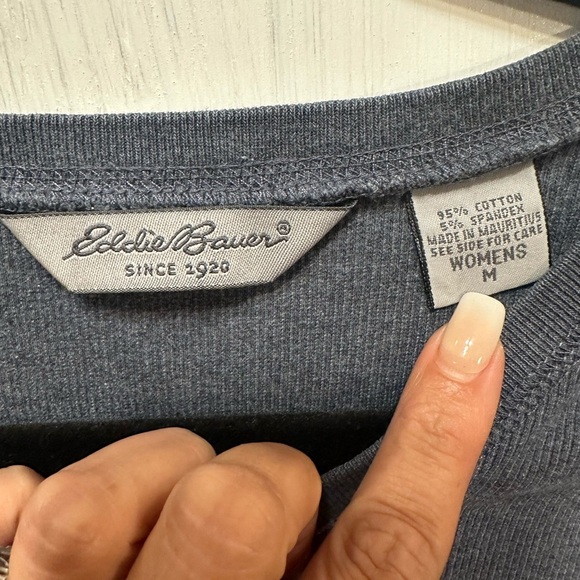 Eddie Bauer®
SINCE 1920
95% COTTON
5% SPANDEX
MADE IN MAURITIUS
SEE SIDE FOR CARE
WOMENS
M